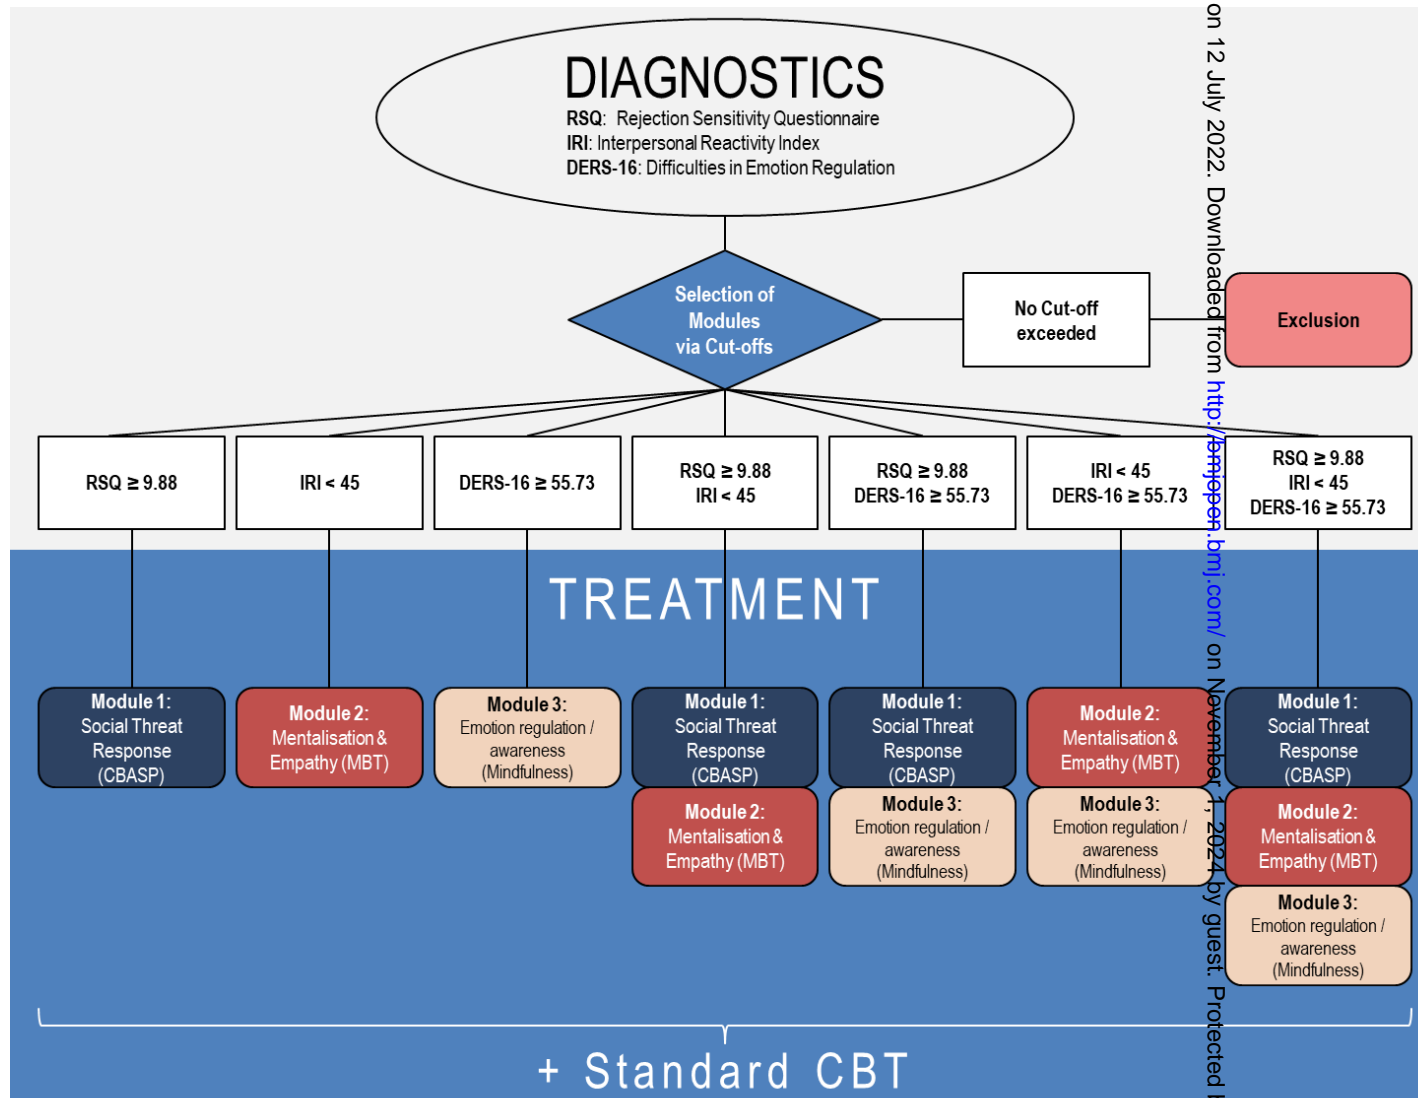 DIAGNOSTICS
RSQ: Rejection Sensitivity Questionnaire
IRI: Interpersonal Reactivity Index
DERS-16: Difficulties in Emotion Regulation
Selection of
Modules
via Cut-offs
No Cut-off
exceeded
Exclusion
RSQ ≥ 9.88
IRI < 45
DERS-16 ≥ 55.73
RSQ ≥ 9.88
IRI < 45
RSQ ≥ 9.88
DERS-16 ≥ 55.73
IRI < 45
DERS-16 ≥ 55.73
RSQ ≥ 9.88
IRI < 45
DERS-16 ≥ 55.73
TREATMENT
Module 1:
Social Threat
Response
(CBASP)
Module 2:
Mentalisation &
Empathy (MBT)
Module 3:
Emotion regulation /
awareness
(Mindfulness)
Module 1:
Social Threat
Response
(CBASP)
Module 2:
Mentalisation &
Empathy (MBT)
Module 1:
Social Threat
Response
(CBASP)
Module 3:
Emotion regulation /
awareness
(Mindfulness)
Module 2:
Mentalisation &
Empathy (MBT)
Module 3:
Emotion regulation /
awareness
(Mindfulness)
Module 1:
Social Threat
Response
(CBASP)
Module 2:
Mentalisation &
Empathy (MBT)
Module 3:
Emotion regulation /
awareness
(Mindfulness)
+ Standard CBT
on 12 July 2022. Downloaded from http://bmjopen.bmj.com/ on November 1, 2024 by guest. Protected